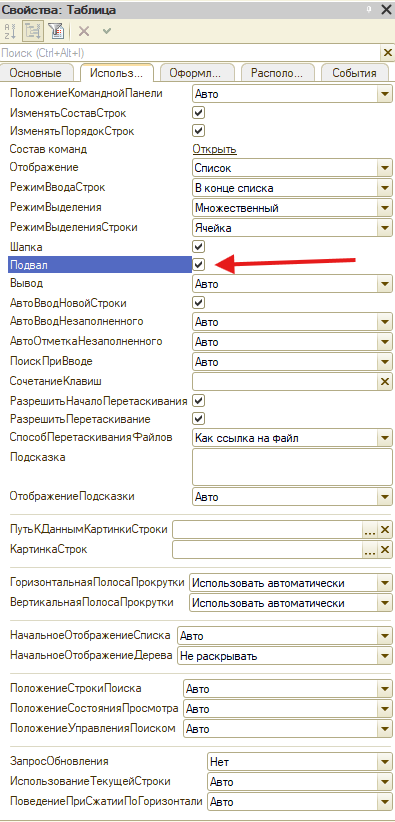 Свойства: Таблица
Поиск (Ctrl+Alt+I)
Основные Использ... Оформл... Располо... События
ПоложениеКоманднойПанели Авто
ИзменятьСоставСтрок
ИзменятьПорядокСтрок
Состав команд Открыть
Отображение Список
РежимВводаСтрок В конце списка
РежимВыделения Множественный
РежимВыделенияСтроки Ячейка
Шапка
Подвал
Вывод Авто
АвтоВводНовойСтроки
АвтоВводНезаполненного Авто
АвтоОтметкаНезаполненного Авто
ПоискПриВводе Авто
СочетаниеКлавиш
РазрешитьНачалоПеретаскивания
РазрешитьПеретаскивание
СпособПеретаскиванияФайлов Как ссылка на файл
Подсказка
ОтображениеПодсказки Авто
ПутьКДаннымКартинкиСтроки ...
КартинкаСтрок ...
ГоризонтальнаяПолосаПрокрутки Использовать автоматически
ВертикальнаяПолосаПрокрутки Использовать автоматически
НачальноеОтображениеСписка Авто
НачальноеОтображениеДерева Не раскрывать
ПоложениеСтрокиПоиска Авто
ПоложениеСостоянияПросмотра Авто
ПоложениеУправленияПоиском Авто
ЗапросОбновления Нет
ИспользованиеТекущейСтроки Авто
ПоведениеПриСжатииПоГоризонтали Авто